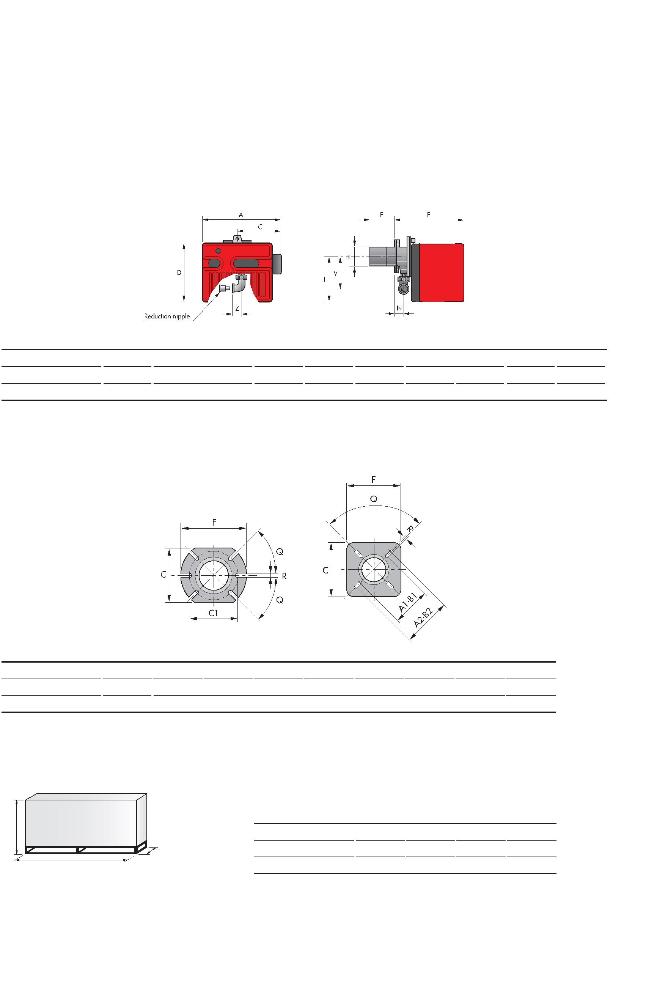 A
C
D
Z
Reduction nipple
F
E
H
I
V
N
F
Q
C
R
Q
C1
F
Q
R
C
A1-B1
A2-B2